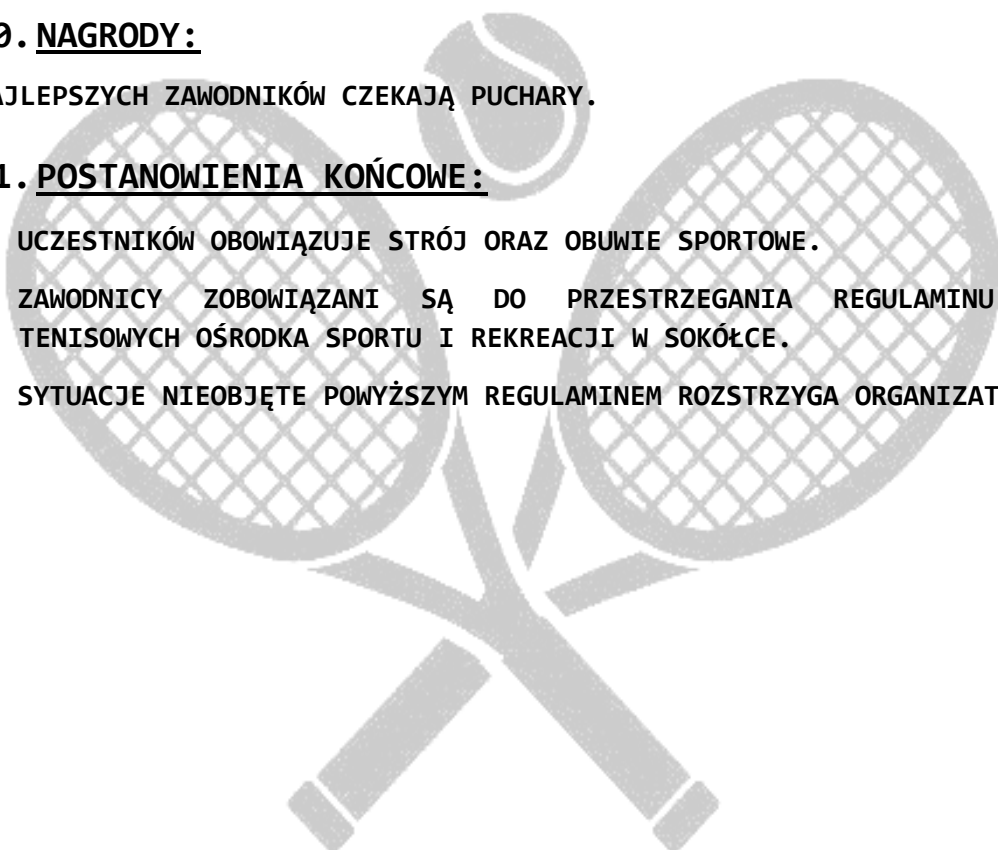 0. NAGRODY:
AJLEPSZYCH ZAWODNIKÓW CZEKAJĄ PUCHARY.
1. POSTANOWIENIA KOŃCOWE:
UCZESTNIKÓW OBOWIĄZUJE STRÓJ ORAZ OBUWIE SPORTOWE.
ZAWODNICY ZOBOWIĄZANI SĄ DO PRZESTRZEGANIA REGULAMINU
TENISOWYCH OŚRODKA SPORTU I REKREACJI W SOKÓŁCE.
SYTUACJE NIEOBJĘTE POWYŻSZYM REGULAMINEM ROZSTRZYGA ORGANIZAT